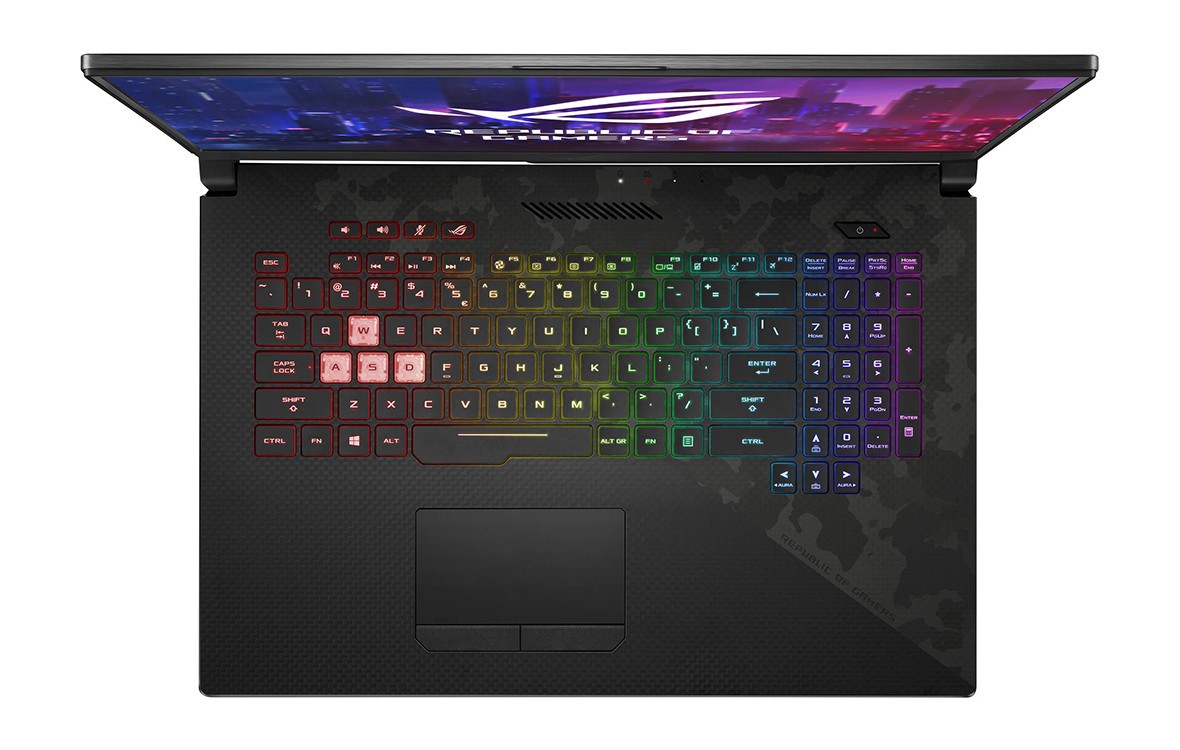 REPUBLIC OF
GAMERS
ESC F1 F2 F3 F4 F5 F6 F7 F8 F9 F10 F11 F12 DELETE INSERT PAUSE BREAK PRTSC SYSRQ HOME END
~ ` ! 1 @ 2 # 3 $ 4 % 5 € ^ 6 & 7 * 8 ( 9 ) 0 _ - + = NUM LK / * -
TAB Q W E R T Y U I O P { [ } ] | \ 7 HOME 8 9 PGUP +
CAPS LOCK A S D F G H J K L : ; " ' ENTER 4 5 6
SHIFT Z X C V B N M < , > . ? / SHIFT 1 END 2 3 PGDN ENTER
CTRL FN ALT ALT GR FN CTRL 0 INSERT . DELETE
AURA AURA
REPUBLIC OF GAMERS